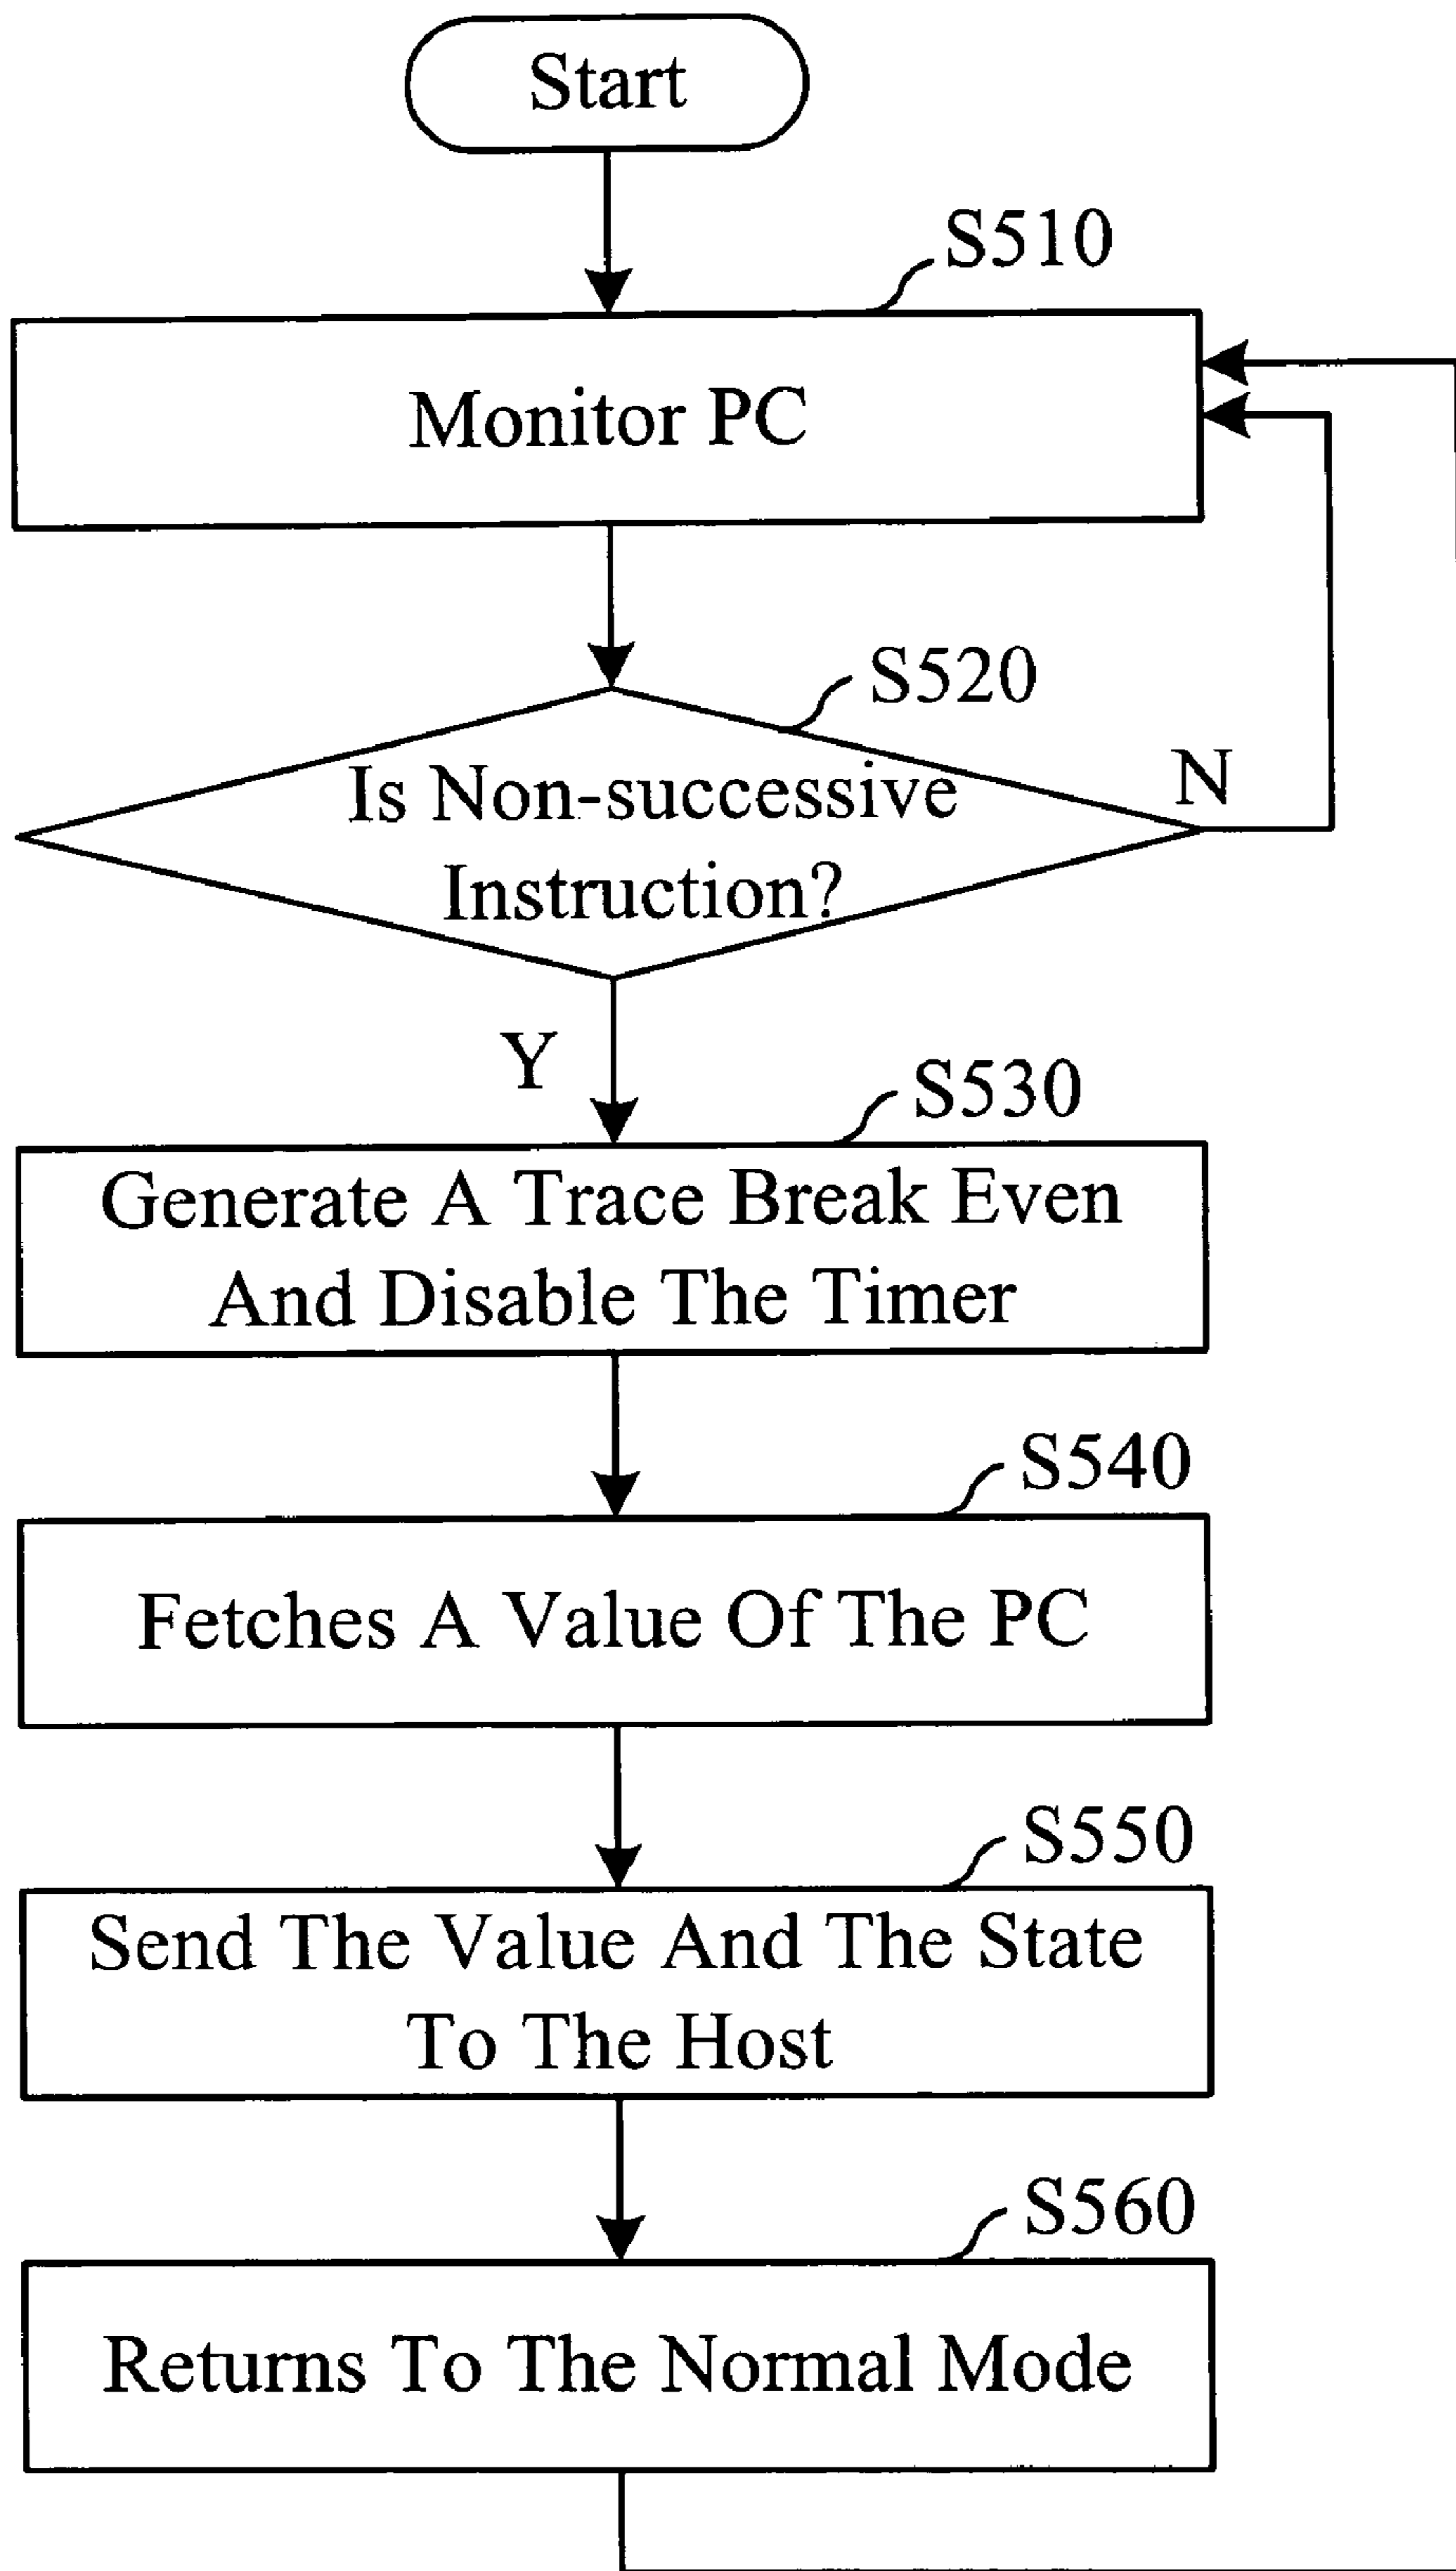 Start
S510
Monitor PC
S520
Is Non-successive
Instruction?
N
Y
S530
Generate A Trace Break Even
And Disable The Timer
S540
Fetches A Value Of The PC
S550
Send The Value And The State
To The Host
S560
Returns To The Normal Mode